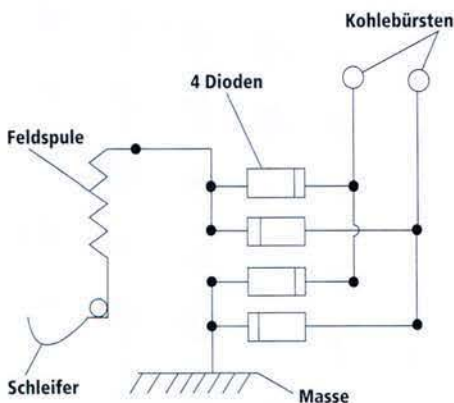 Kohlebürsten
4 Dioden
Feldspule
Schleifer
Masse